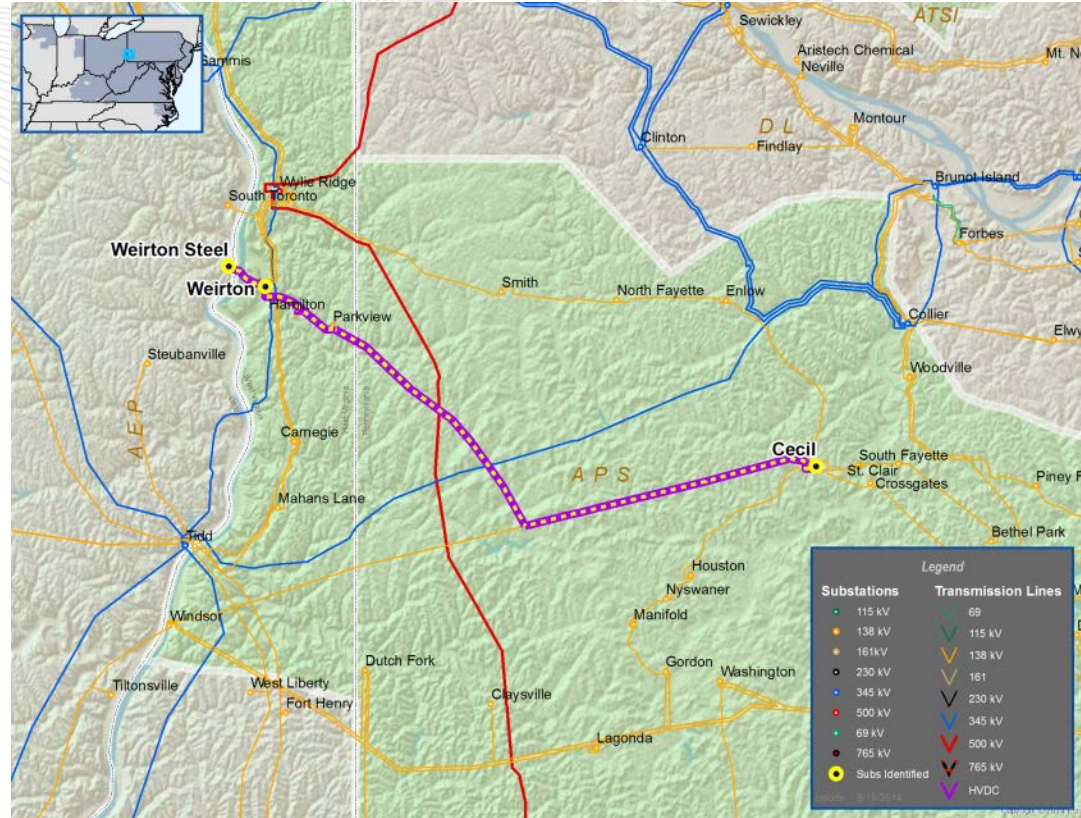 ATSI
Sewickley
Aristech Chemical
Neville
Sammis
Montour
D L
Clinton
Findlay
Brunot Island
Wylie Ridge
South Toronto
Forbes
Weirton Steel
Weirton
Hamilton
Smith
North Fayette
Enlow
Parkview
Collier
Steubanville
Woodville
A E P
Carnegie
Cecil
South Fayette
A P S
St. Clair
Crossgates
Mahans Lane
Bethel Park
Tidd
Houston
Nyswaner
Windsor
Manifold
Dutch Fork
Gordon
Washington
Tiltonsville
West Liberty
Claysville
Fort Henry
Lagonda
Legend
Substations
115 kV
138 kV
161kV
230 kV
345 kV
500 kV
69 kV
765 kV
Subs Identified
Transmission Lines
69
115 kV
138 kV
161
230 kV
345 kV
500 kV
765 kV
HVDC